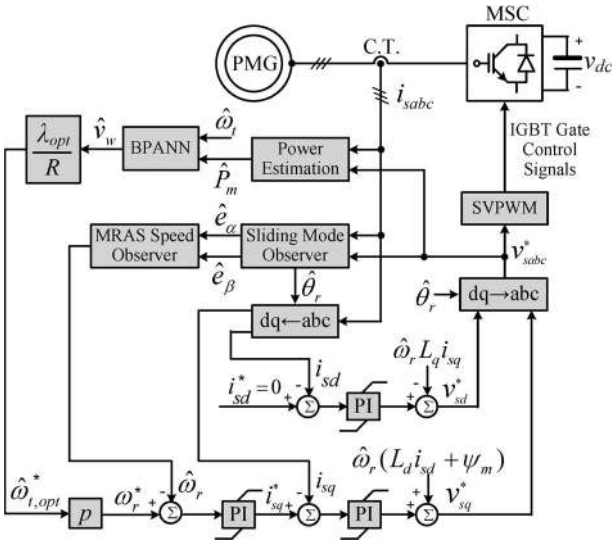 MSC
C.T.
PMG
+
v_dc
-
i_sabc
IGBT Gate
Control
Signals
λ_opt
R
v̂_w
BPANN
ω̂_t
P̂_m
Power
Estimation
SVPWM
MRAS Speed
Observer
ê_α
ê_β
Sliding Mode
Observer
v*_sabc
θ̂_r
θ̂_r
dq→abc
dq←abc
ω̂_r L_q i_sq
i_sd
i*_sd=0
+
-
Σ
PI
+
-
Σ
v*_sd
ω̂_r(L_d i_sd + ψ_m)
ω̂*_t,opt
p
ω*_r
+
-
Σ
ω̂_r
PI
i*_sq
+
-
Σ
i_sq
PI
+
+
Σ
v*_sq